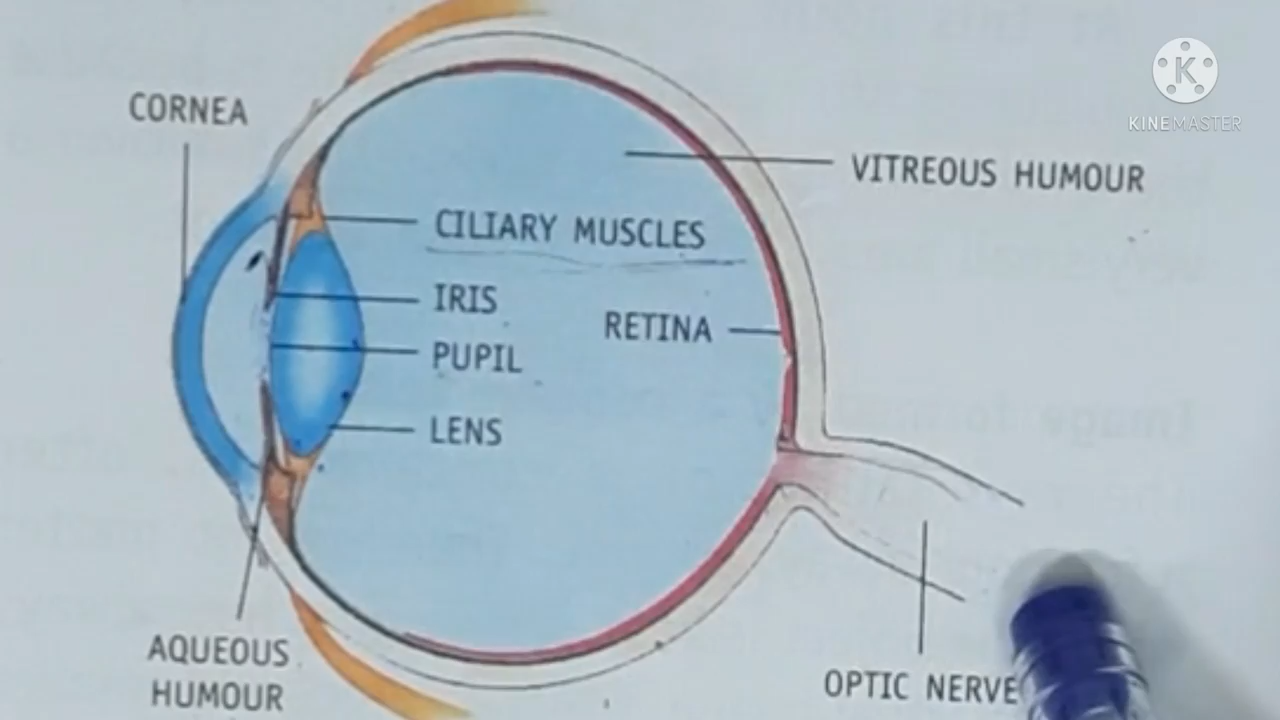 K
KINEMASTER
CORNEA
VITREOUS HUMOUR
CILIARY MUSCLES
IRIS
RETINA
PUPIL
LENS
AQUEOUS
HUMOUR
OPTIC NERVE